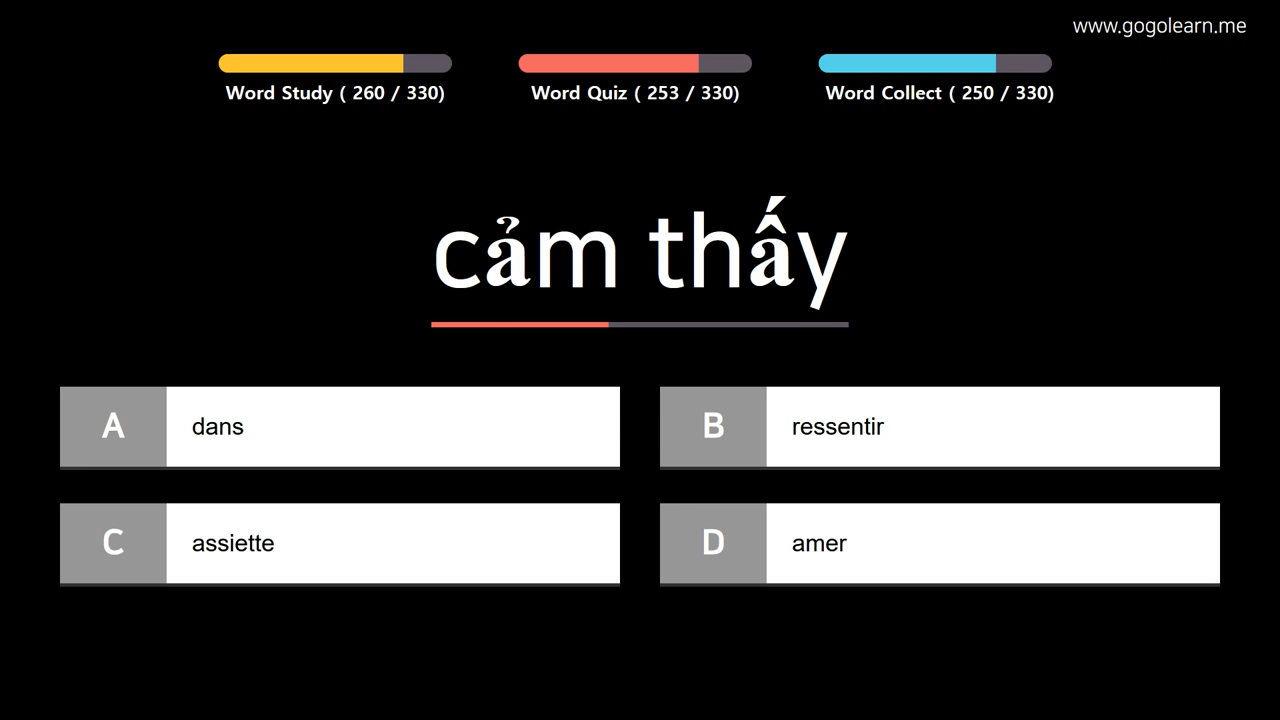 www.gogolearn.me
Word Study ( 260 / 330)
Word Quiz ( 253 / 330)
Word Collect ( 250 / 330)
cảm thấy
A dans
B ressentir
C assiette
D amer